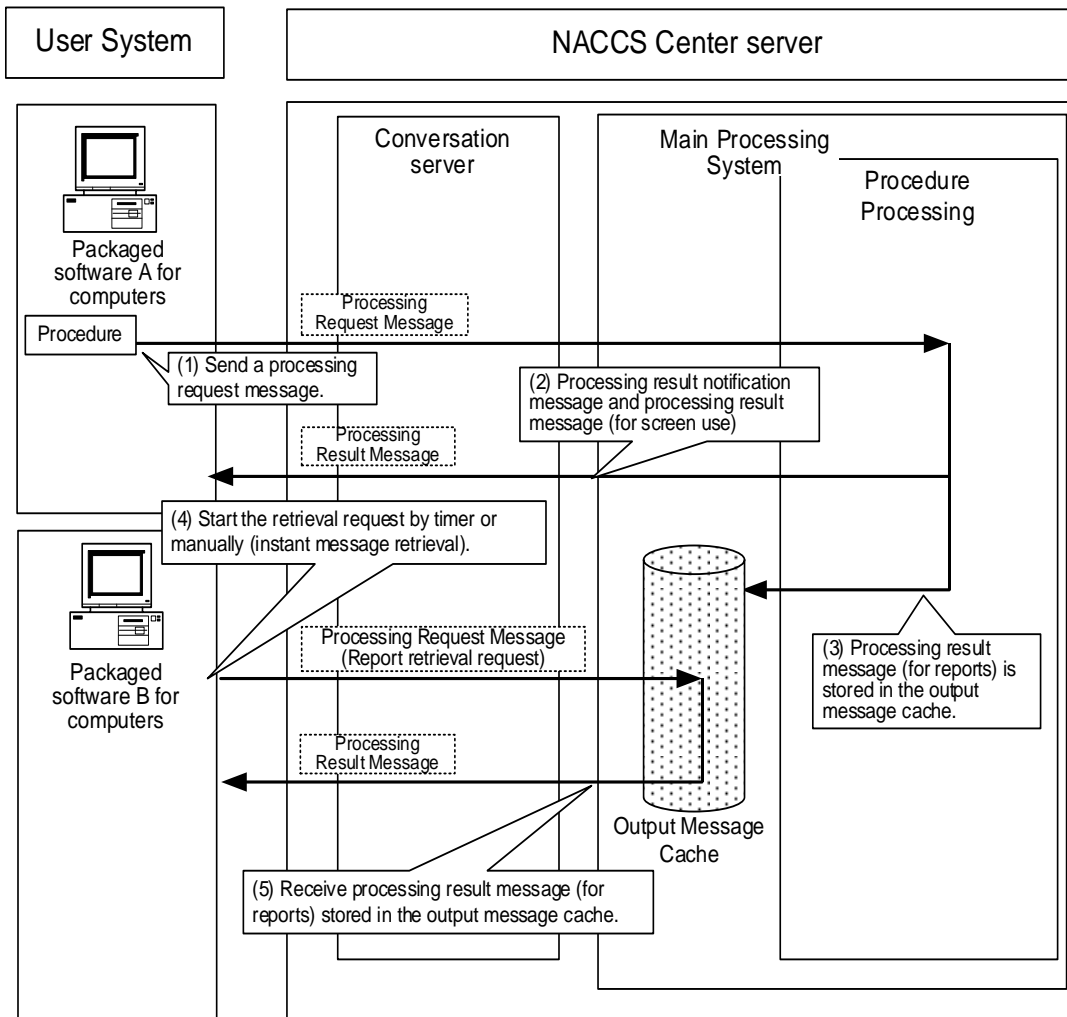 User System
NACCS Center server
Conversation
server
Main Processing
System
Procedure
Processing
Packaged
software A for
computers
Procedure
Processing
Request Message
(1) Send a processing
request message.
(2) Processing result notification
message and processing result
message (for screen use)
Processing
Result Message
(4) Start the retrieval request by timer or
manually (instant message retrieval).
Packaged
software B for
computers
Processing Request Message
(Report retrieval request)
(3) Processing result
message (for reports) is
stored in the output
message cache.
Processing
Result Message
Output Message
Cache
(5) Receive processing result message (for
reports) stored in the output message cache.